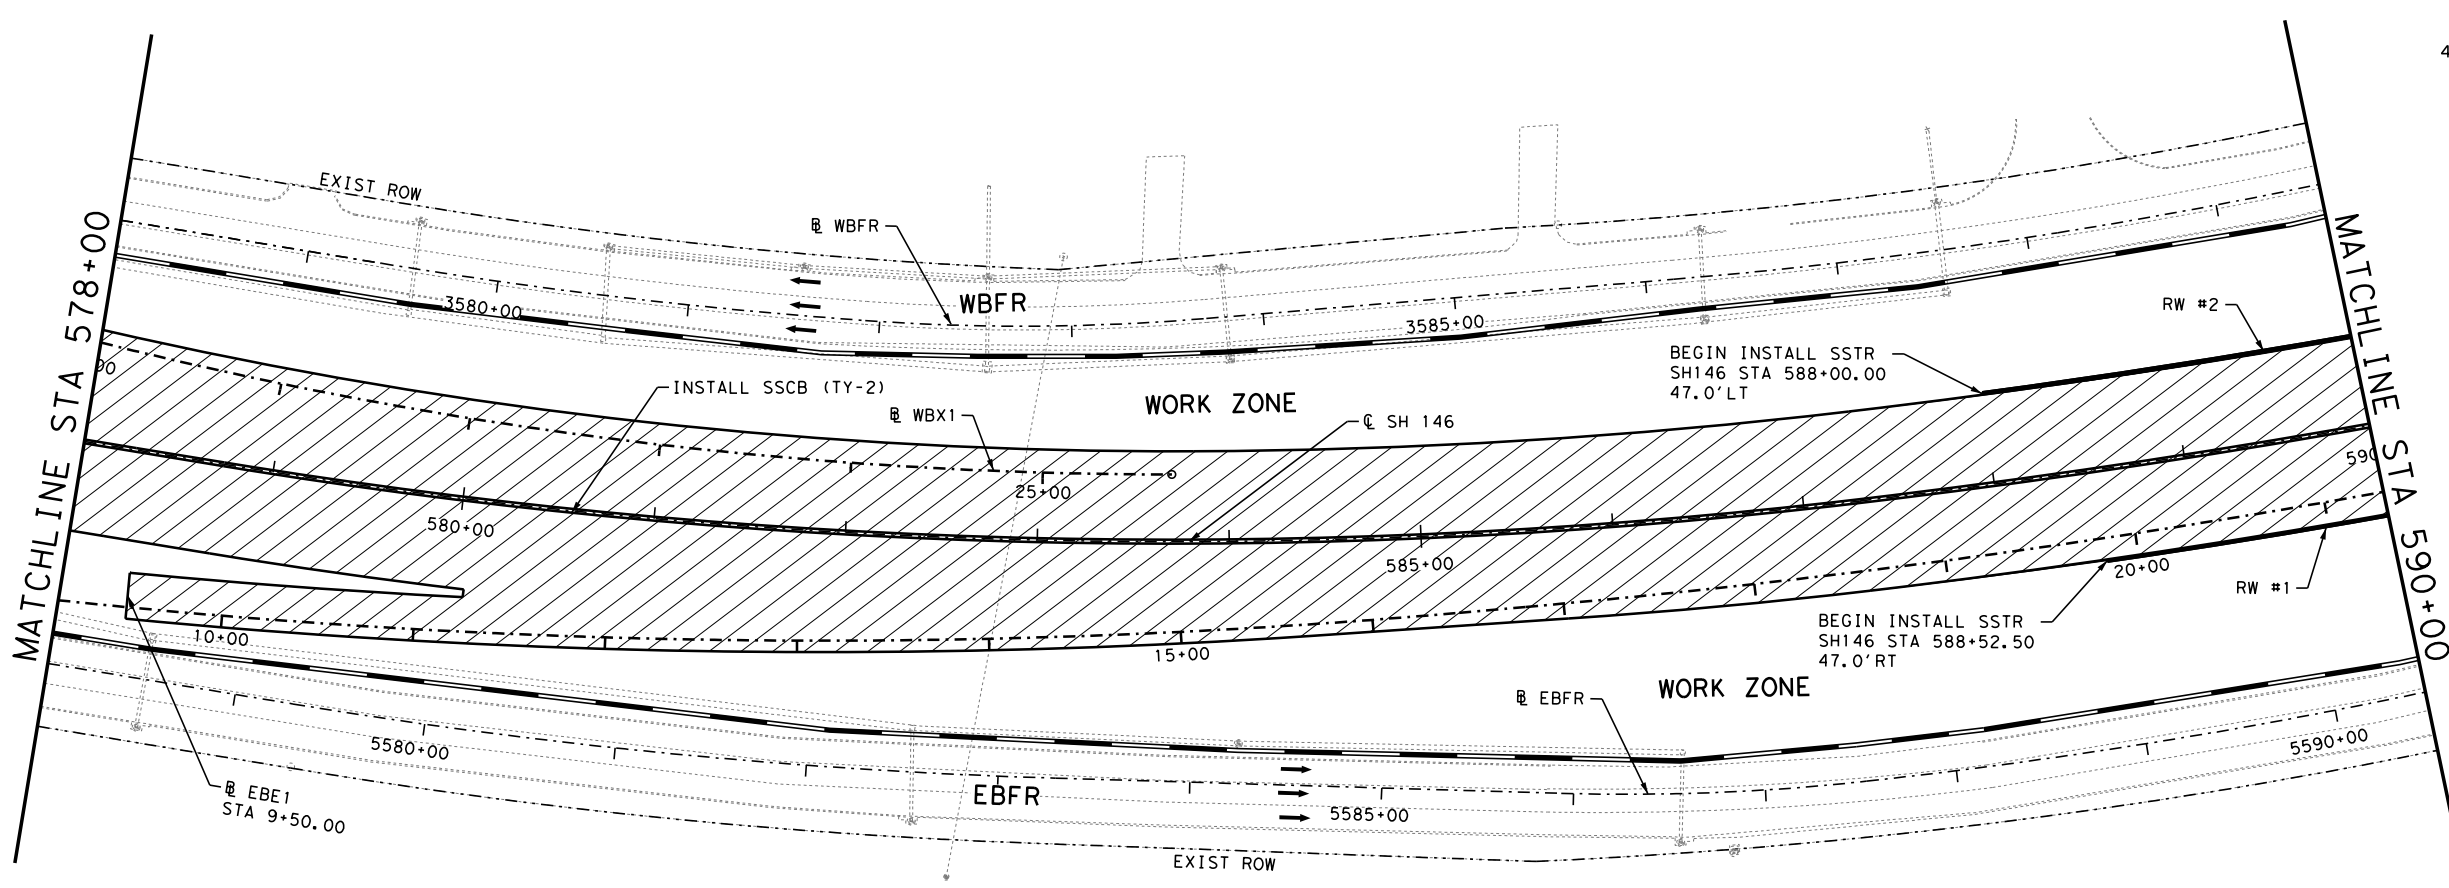 4
EXIST ROW
℄ WBFR
WBFR
3580+00
3585+00
MATCHLINE STA 578+00
MATCHLINE STA 590+00
RW #2
BEGIN INSTALL SSTR
SH146 STA 588+00.00
47.0'LT
90
INSTALL SSCB (TY-2)
WORK ZONE
℄ WBX1
℄ SH 146
25+00
580+00
585+00
590
20+00
RW #1
10+00
15+00
BEGIN INSTALL SSTR
SH146 STA 588+52.50
47.0'RT
WORK ZONE
℄ EBFR
5580+00
5590+00
℄ EBE1
STA 9+50.00
EBFR
5585+00
EXIST ROW